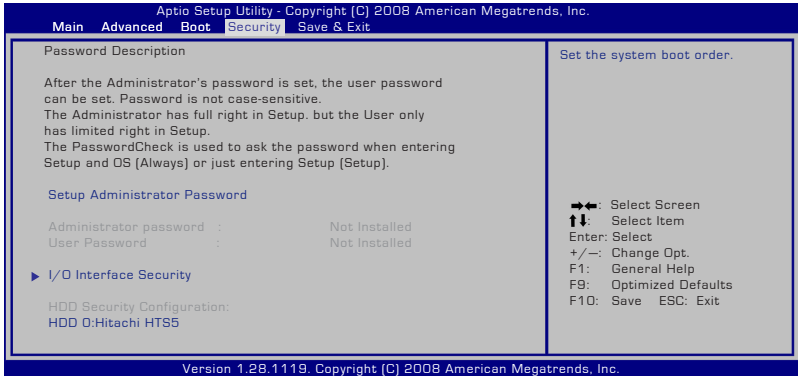 Aptio Setup Utility - Copyright (C) 2008 American Megatrends, Inc.
Main Advanced Boot Security Save & Exit
Password Description
After the Administrator's password is set, the user password
can be set. Password is not case-sensitive.
The Administrator has full right in Setup. but the User only
has limited right in Setup.
The PasswordCheck is used to ask the password when entering
Setup and OS (Always) or just entering Setup (Setup).
Setup Administrator Password
Administrator password : Not Installed
User Password : Not Installed
I/O Interface Security
HDD Security Configuration:
HDD 0:Hitachi HTS5
Set the system boot order.
→←: Select Screen
↑↓: Select Item
Enter: Select
+/—: Change Opt.
F1: General Help
F9: Optimized Defaults
F10: Save ESC: Exit
Version 1.28.1119. Copyright (C) 2008 American Megatrends, Inc.